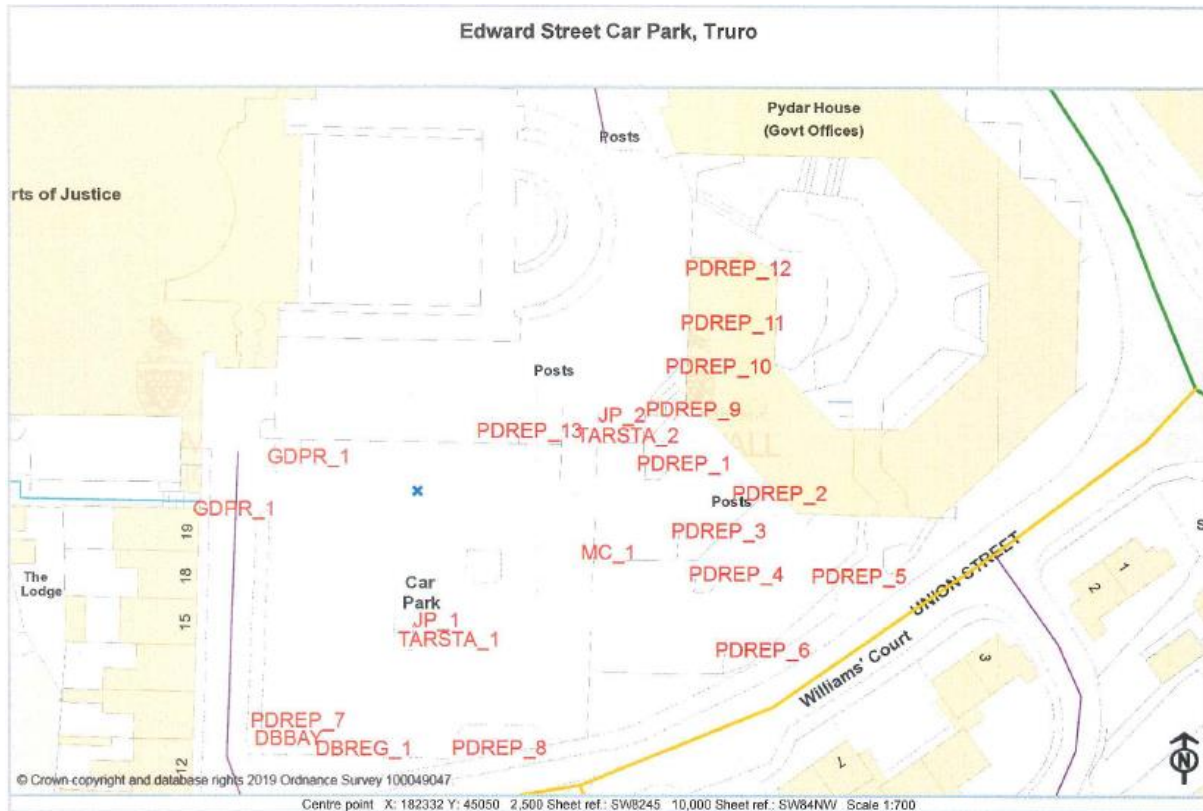 Edward Street Car Park, Truro
Pydar House
(Govt Offices)
Posts
rts of Justice
PDREP_12
PDREP_11
PDREP_10
Posts
PDREP_9
JP_2
PDREP_13
TARSTA_2
GDPR_1
PDREP_1
PDREP_2
Posts
GDPR_1
PDREP_3
19
MC_1
UNION STREET
18
The
Lodge
PDREP_4
PDREP_5
Car
Park
1
2
15
JP_1
TARSTA_1
PDREP_6
3
Williams' Court
PDREP_7
DBBAY
DBREG_1
PDREP_8
12
7
N
© Crown copyright and database rights 2019 Ordnance Survey 100049047
Centre point X: 182332 Y: 45050 2,500 Sheet ref.: SW8245 10,000 Sheet ref.: SW84NW Scale 1:700